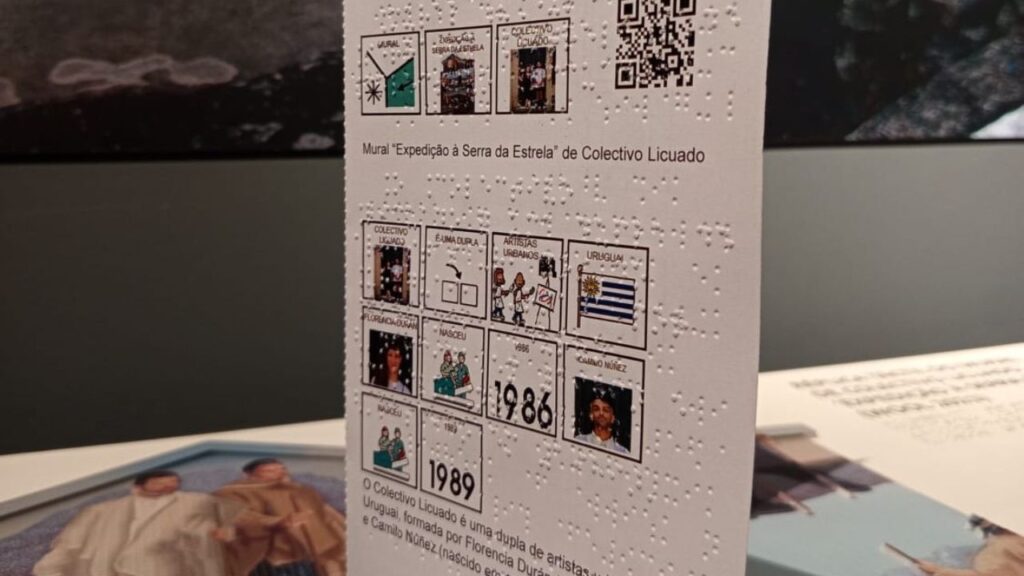 MURAL
EXPEDIÇÃO À
SERRA DA ESTRELA
COLECTIVO
LICUADO
Mural "Expedição à Serra da Estrela" de Colectivo Licuado
COLECTIVO
LICUADO
É UMA DUPLA
ARTISTAS
URBANOS
URUGUAI
FLORENCIA DURÁN
NASCEU
1986
1986
CAMILO NÚÑEZ
NASCEU
1989
1989
O Colectivo Licuado é uma dupla de artistas
Uruguai, formada por Florencia Durán
e Camilo Núñez (nascido em